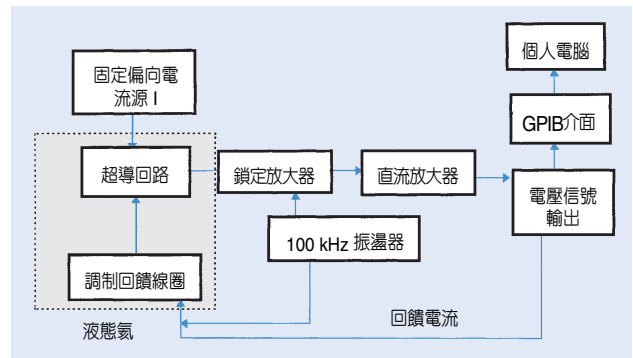 個人電腦
固定偏向電
流源 I
GPIB介面
超導回路
鎖定放大器
直流放大器
電壓信號
輸出
100 kHz 振盪器
調制回饋線圈
回饋電流
液態氦